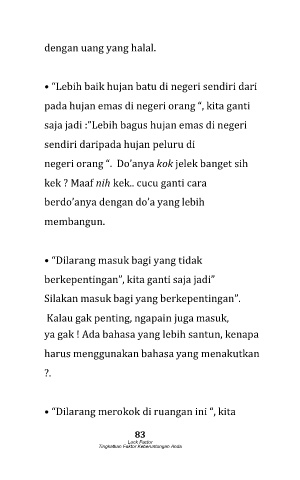 dengan uang yang halal.
• “Lebih baik hujan batu di negeri sendiri dari
pada hujan emas di negeri orang “, kita ganti
saja jadi :”Lebih bagus hujan emas di negeri
sendiri daripada hujan peluru di
negeri orang “.  Do’anya kok jelek banget sih
kek ? Maaf nih kek.. cucu ganti cara
berdo’anya dengan do’a yang lebih
membangun.
• “Dilarang masuk bagi yang tidak
berkepentingan”, kita ganti saja jadi”
Silakan masuk bagi yang berkepentingan”.
Kalau gak penting, ngapain juga masuk,
ya gak ! Ada bahasa yang lebih santun, kenapa
harus menggunakan bahasa yang menakutkan
?.
• “Dilarang merokok di ruangan ini “, kita
83
Luck Factor
Tingkatkan Faktor Keberuntungan Anda